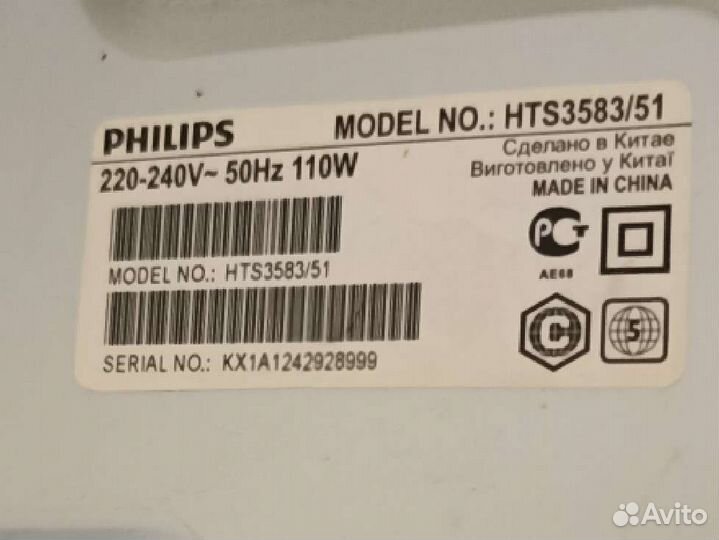 PHILIPS
MODEL NO.: HTS3583/51
220-240V~ 50Hz 110W
Сделано в Китае
Виготовлено у Китаї
MADE IN CHINA
MODEL NO.: HTS3583/51
РСТ
AE68
SERIAL NO.: KX1A1242928999
C
5
Avito